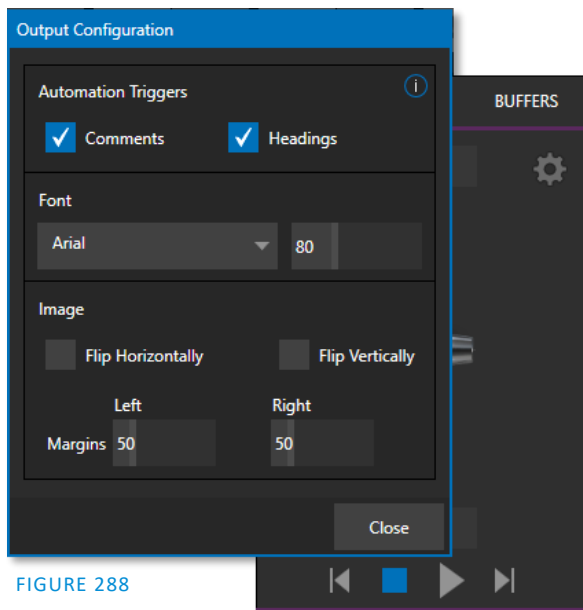 Output Configuration
Automation Triggers
i
BUFFERS
Comments Headings
Font
Arial 80
Image
Flip Horizontally Flip Vertically
Left Right
Margins 50 50
Close
FIGURE 288